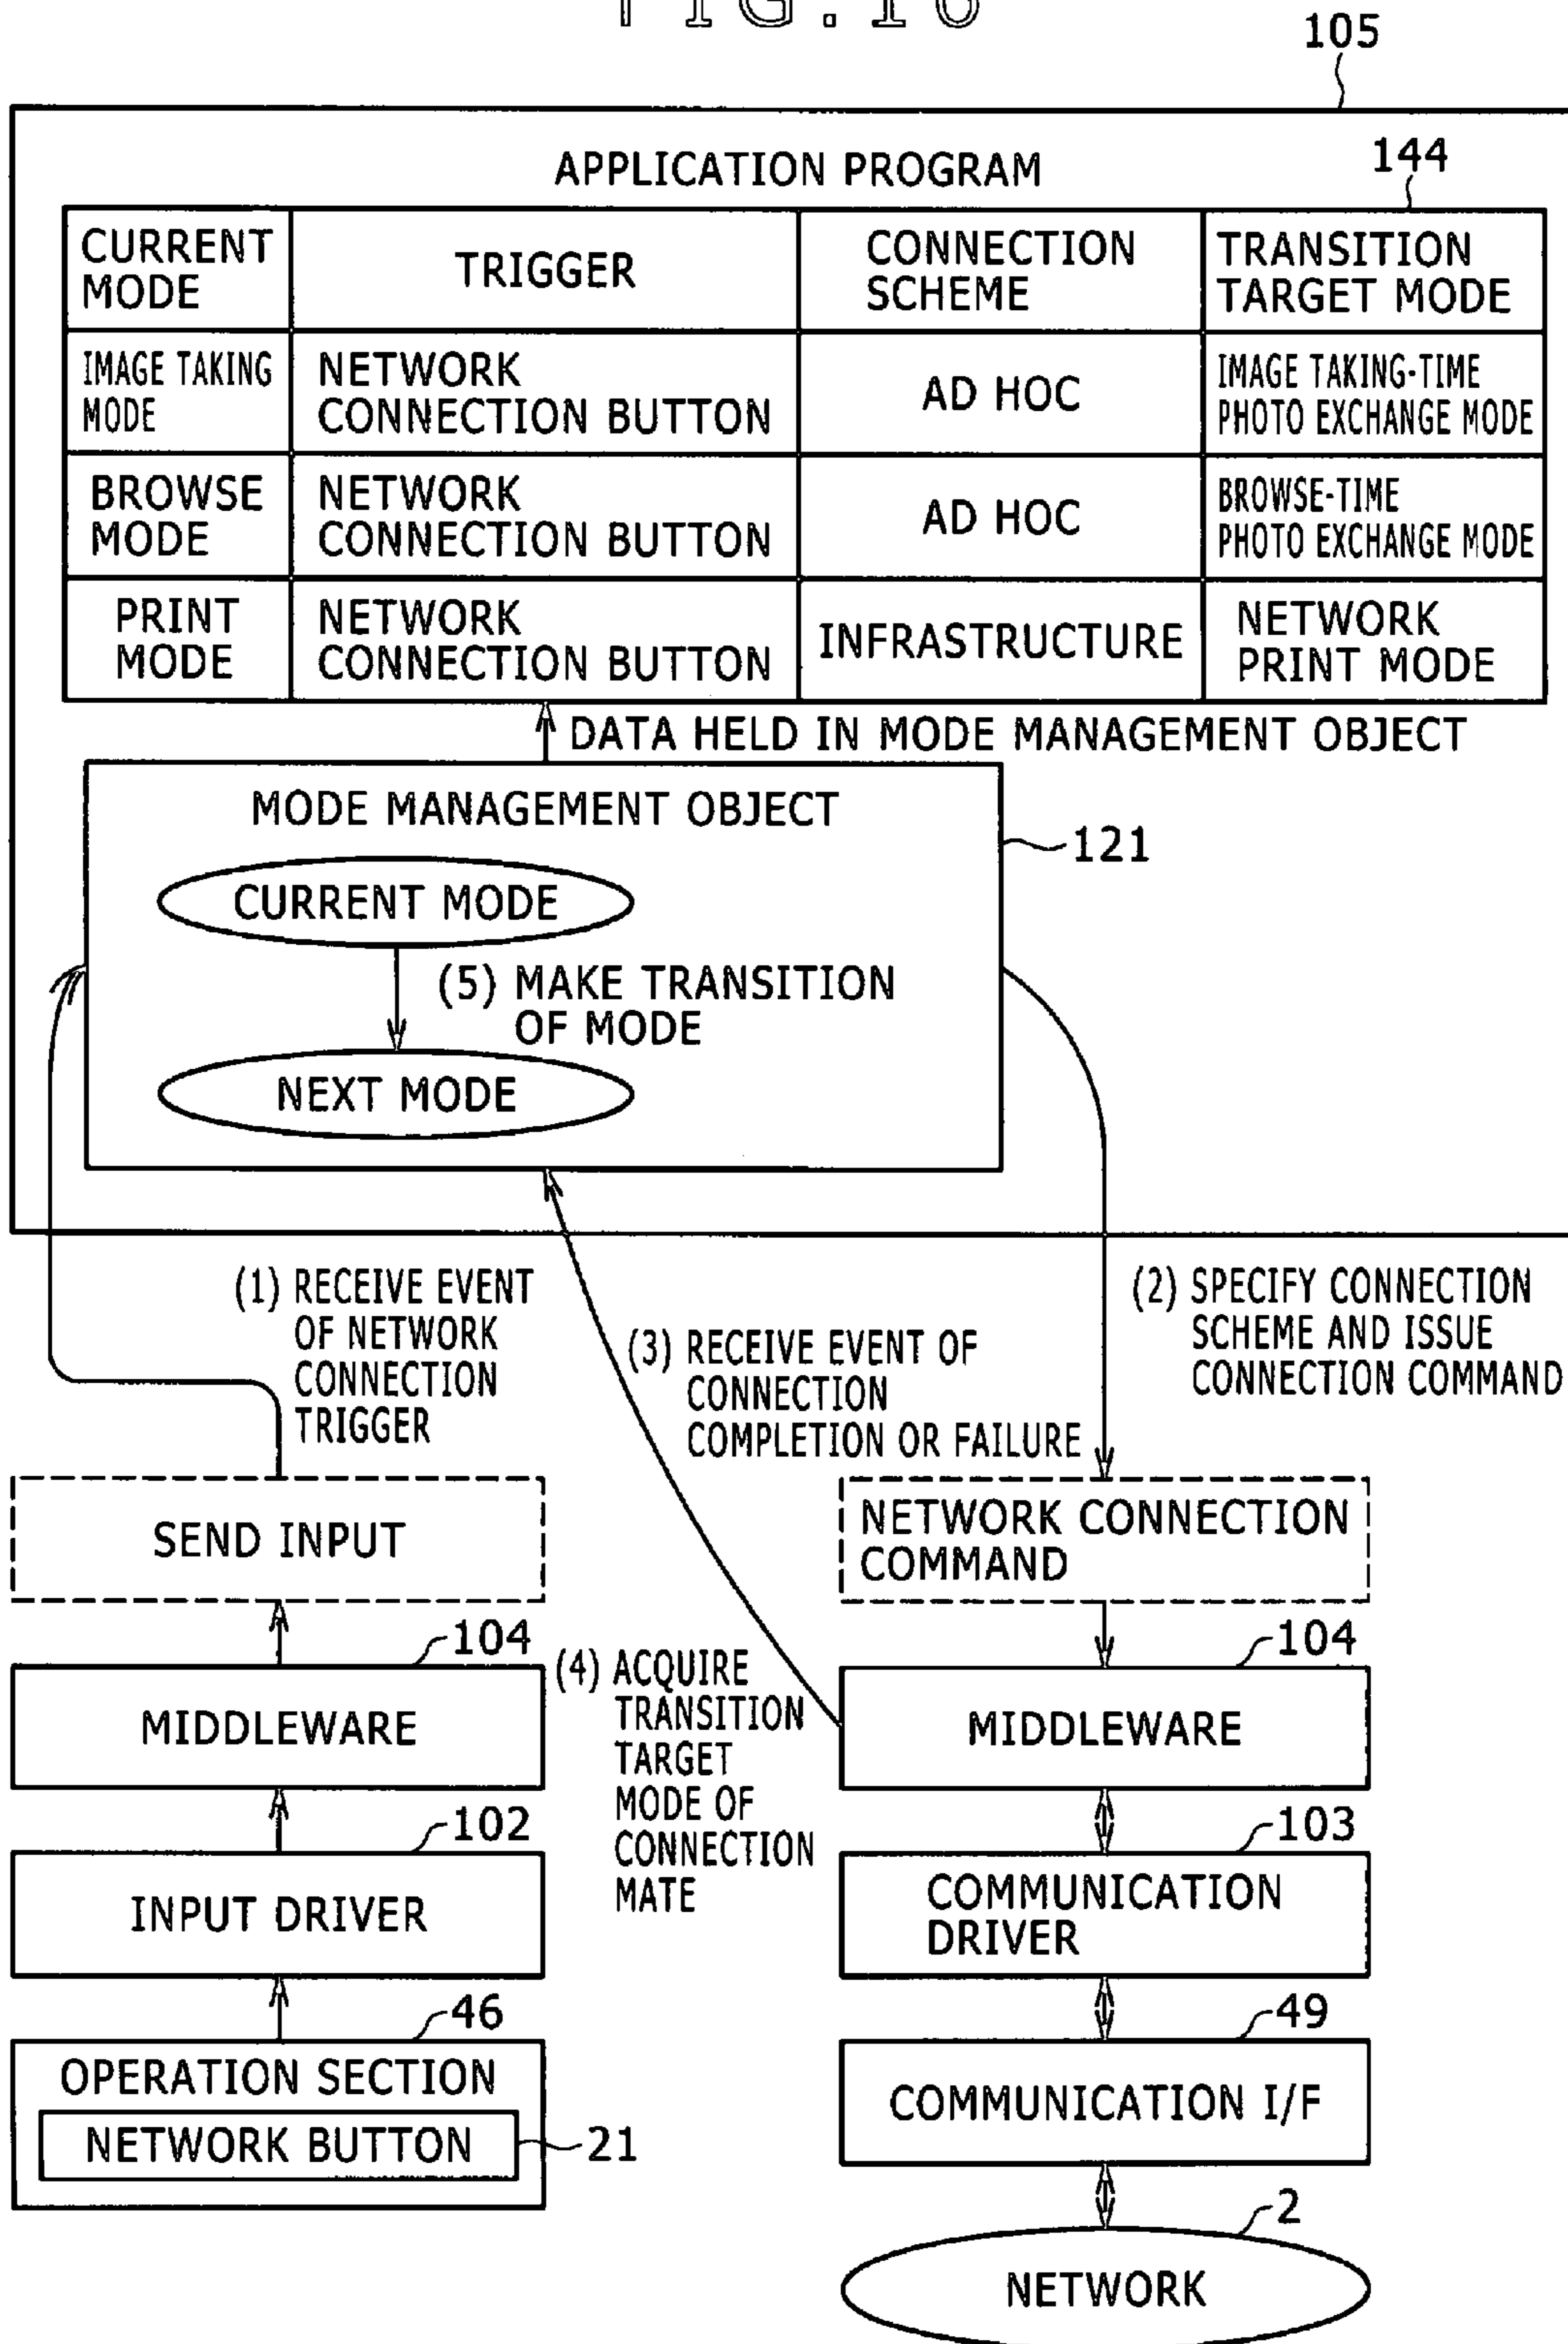 FIG.16
105
APPLICATION PROGRAM
144
CURRENT
MODE
TRIGGER
CONNECTION
SCHEME
TRANSITION
TARGET MODE
IMAGE TAKING
MODE
NETWORK
CONNECTION BUTTON
AD HOC
IMAGE TAKING-TIME
PHOTO EXCHANGE MODE
BROWSE
MODE
NETWORK
CONNECTION BUTTON
AD HOC
BROWSE-TIME
PHOTO EXCHANGE MODE
PRINT
MODE
NETWORK
CONNECTION BUTTON
INFRASTRUCTURE
NETWORK
PRINT MODE
DATA HELD IN MODE MANAGEMENT OBJECT
MODE MANAGEMENT OBJECT
121
CURRENT MODE
(5) MAKE TRANSITION
OF MODE
NEXT MODE
(1) RECEIVE EVENT
OF NETWORK
CONNECTION
TRIGGER
(3) RECEIVE EVENT OF
CONNECTION
COMPLETION OR FAILURE
(2) SPECIFY CONNECTION
SCHEME AND ISSUE
CONNECTION COMMAND
SEND INPUT
NETWORK CONNECTION
COMMAND
104
MIDDLEWARE
(4) ACQUIRE
TRANSITION
TARGET
MODE OF
CONNECTION
MATE
104
MIDDLEWARE
102
INPUT DRIVER
103
COMMUNICATION
DRIVER
46
OPERATION SECTION
NETWORK BUTTON
21
49
COMMUNICATION I/F
2
NETWORK